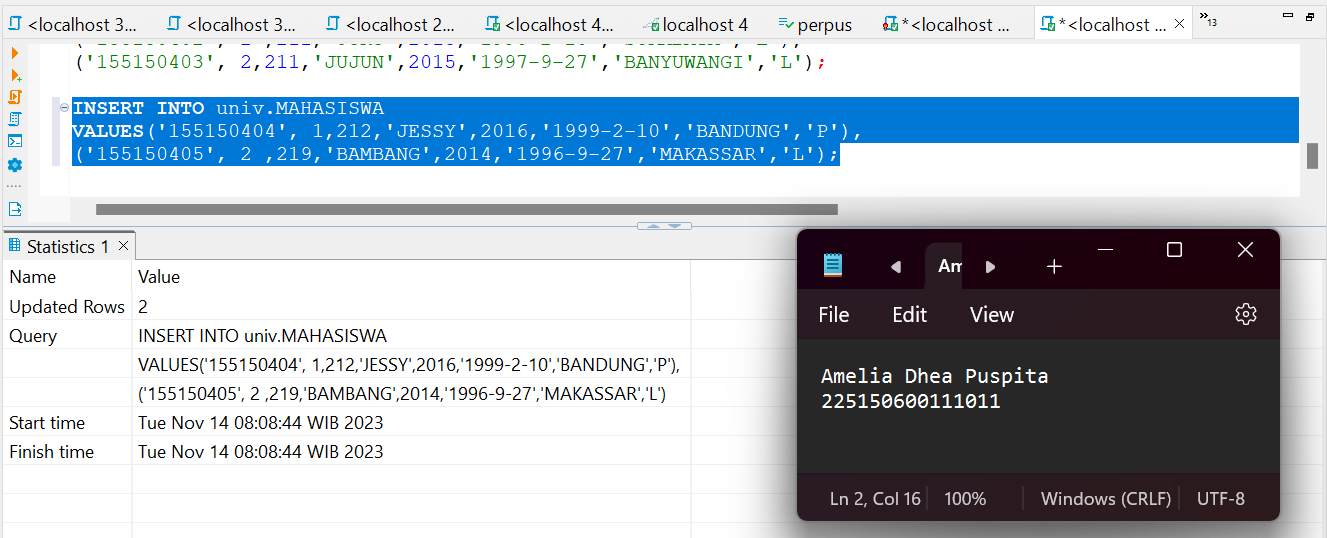 <localhost 3...
<localhost 3...
<localhost 2...
<localhost 4...
localhost 4
perpus
*<localhost ...
*<localhost ...
»13
('155150403', 2,211,'JUJUN',2015,'1997-9-27','BANYUWANGI','L');
INSERT INTO univ.MAHASISWA
VALUES('155150404', 1,212,'JESSY',2016,'1999-2-10','BANDUNG','P'),
('155150405', 2 ,219,'BAMBANG',2014,'1996-9-27','MAKASSAR','L');
Statistics 1
Name Value
Updated Rows 2
Query INSERT INTO univ.MAHASISWA
VALUES('155150404', 1,212,'JESSY',2016,'1999-2-10','BANDUNG','P'),
('155150405', 2 ,219,'BAMBANG',2014,'1996-9-27','MAKASSAR','L')
Start time Tue Nov 14 08:08:44 WIB 2023
Finish time Tue Nov 14 08:08:44 WIB 2023
Am
File Edit View
Amelia Dhea Puspita
225150600111011
Ln 2, Col 16 100% Windows (CRLF) UTF-8